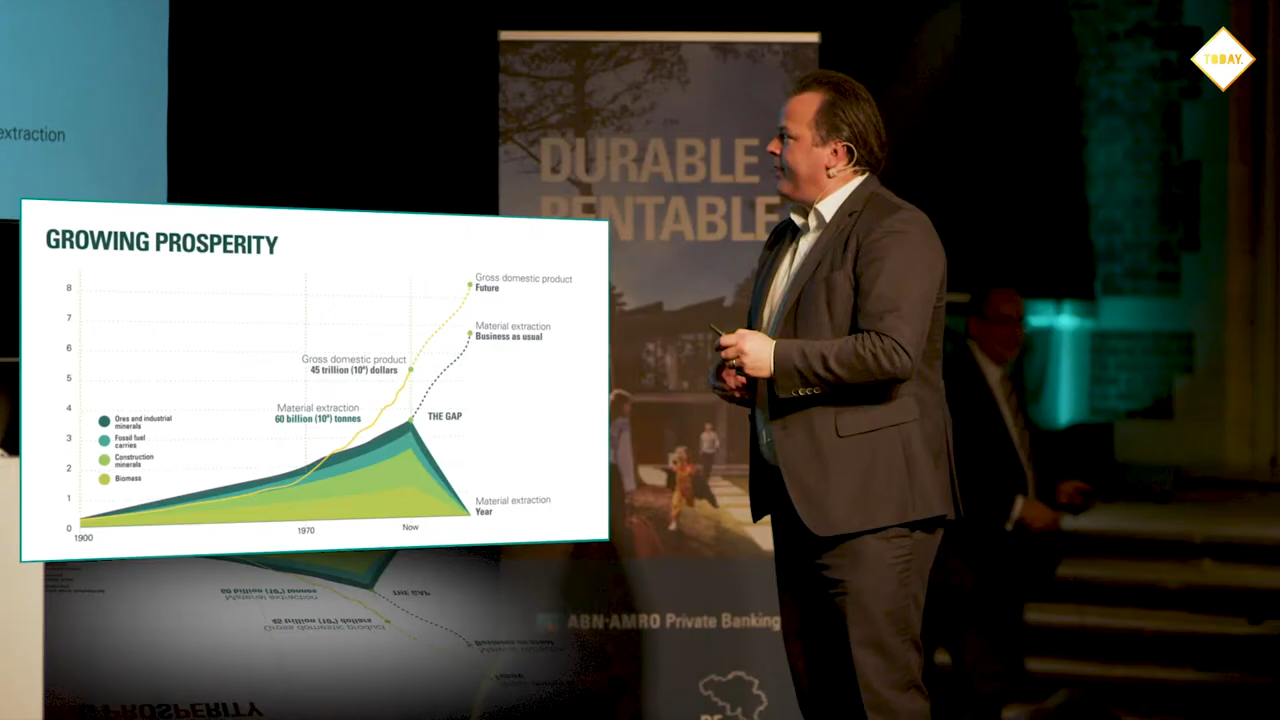 TODAY.
extraction
DURABLE
RENTABLE
GROWING PROSPERITY
8
7
6
5
4
3
2
1
0
1900
1970
Now
Gross domestic product
Future
Material extraction
Business as usual
Gross domestic product
45 trillion (10⁹) dollars
Material extraction
60 billion (10⁹) tonnes
THE GAP
Ores and industrial
minerals
Fossil fuel
carries
Construction
minerals
Biomass
Material extraction
Year
ABN·AMRO Private Banking